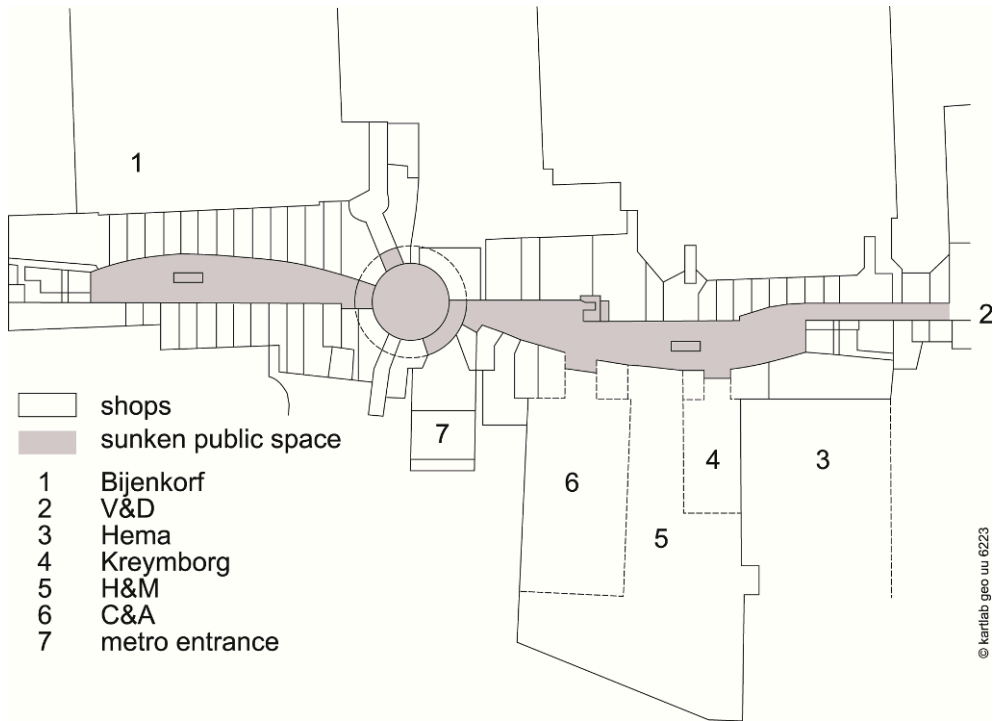 1
2
7
6
4
3
5
shops
sunken public space
1 Bijenkorf
2 V&D
3 Hema
4 Kreymborg
5 H&M
6 C&A
7 metro entrance
© kartlab geo uu 6223